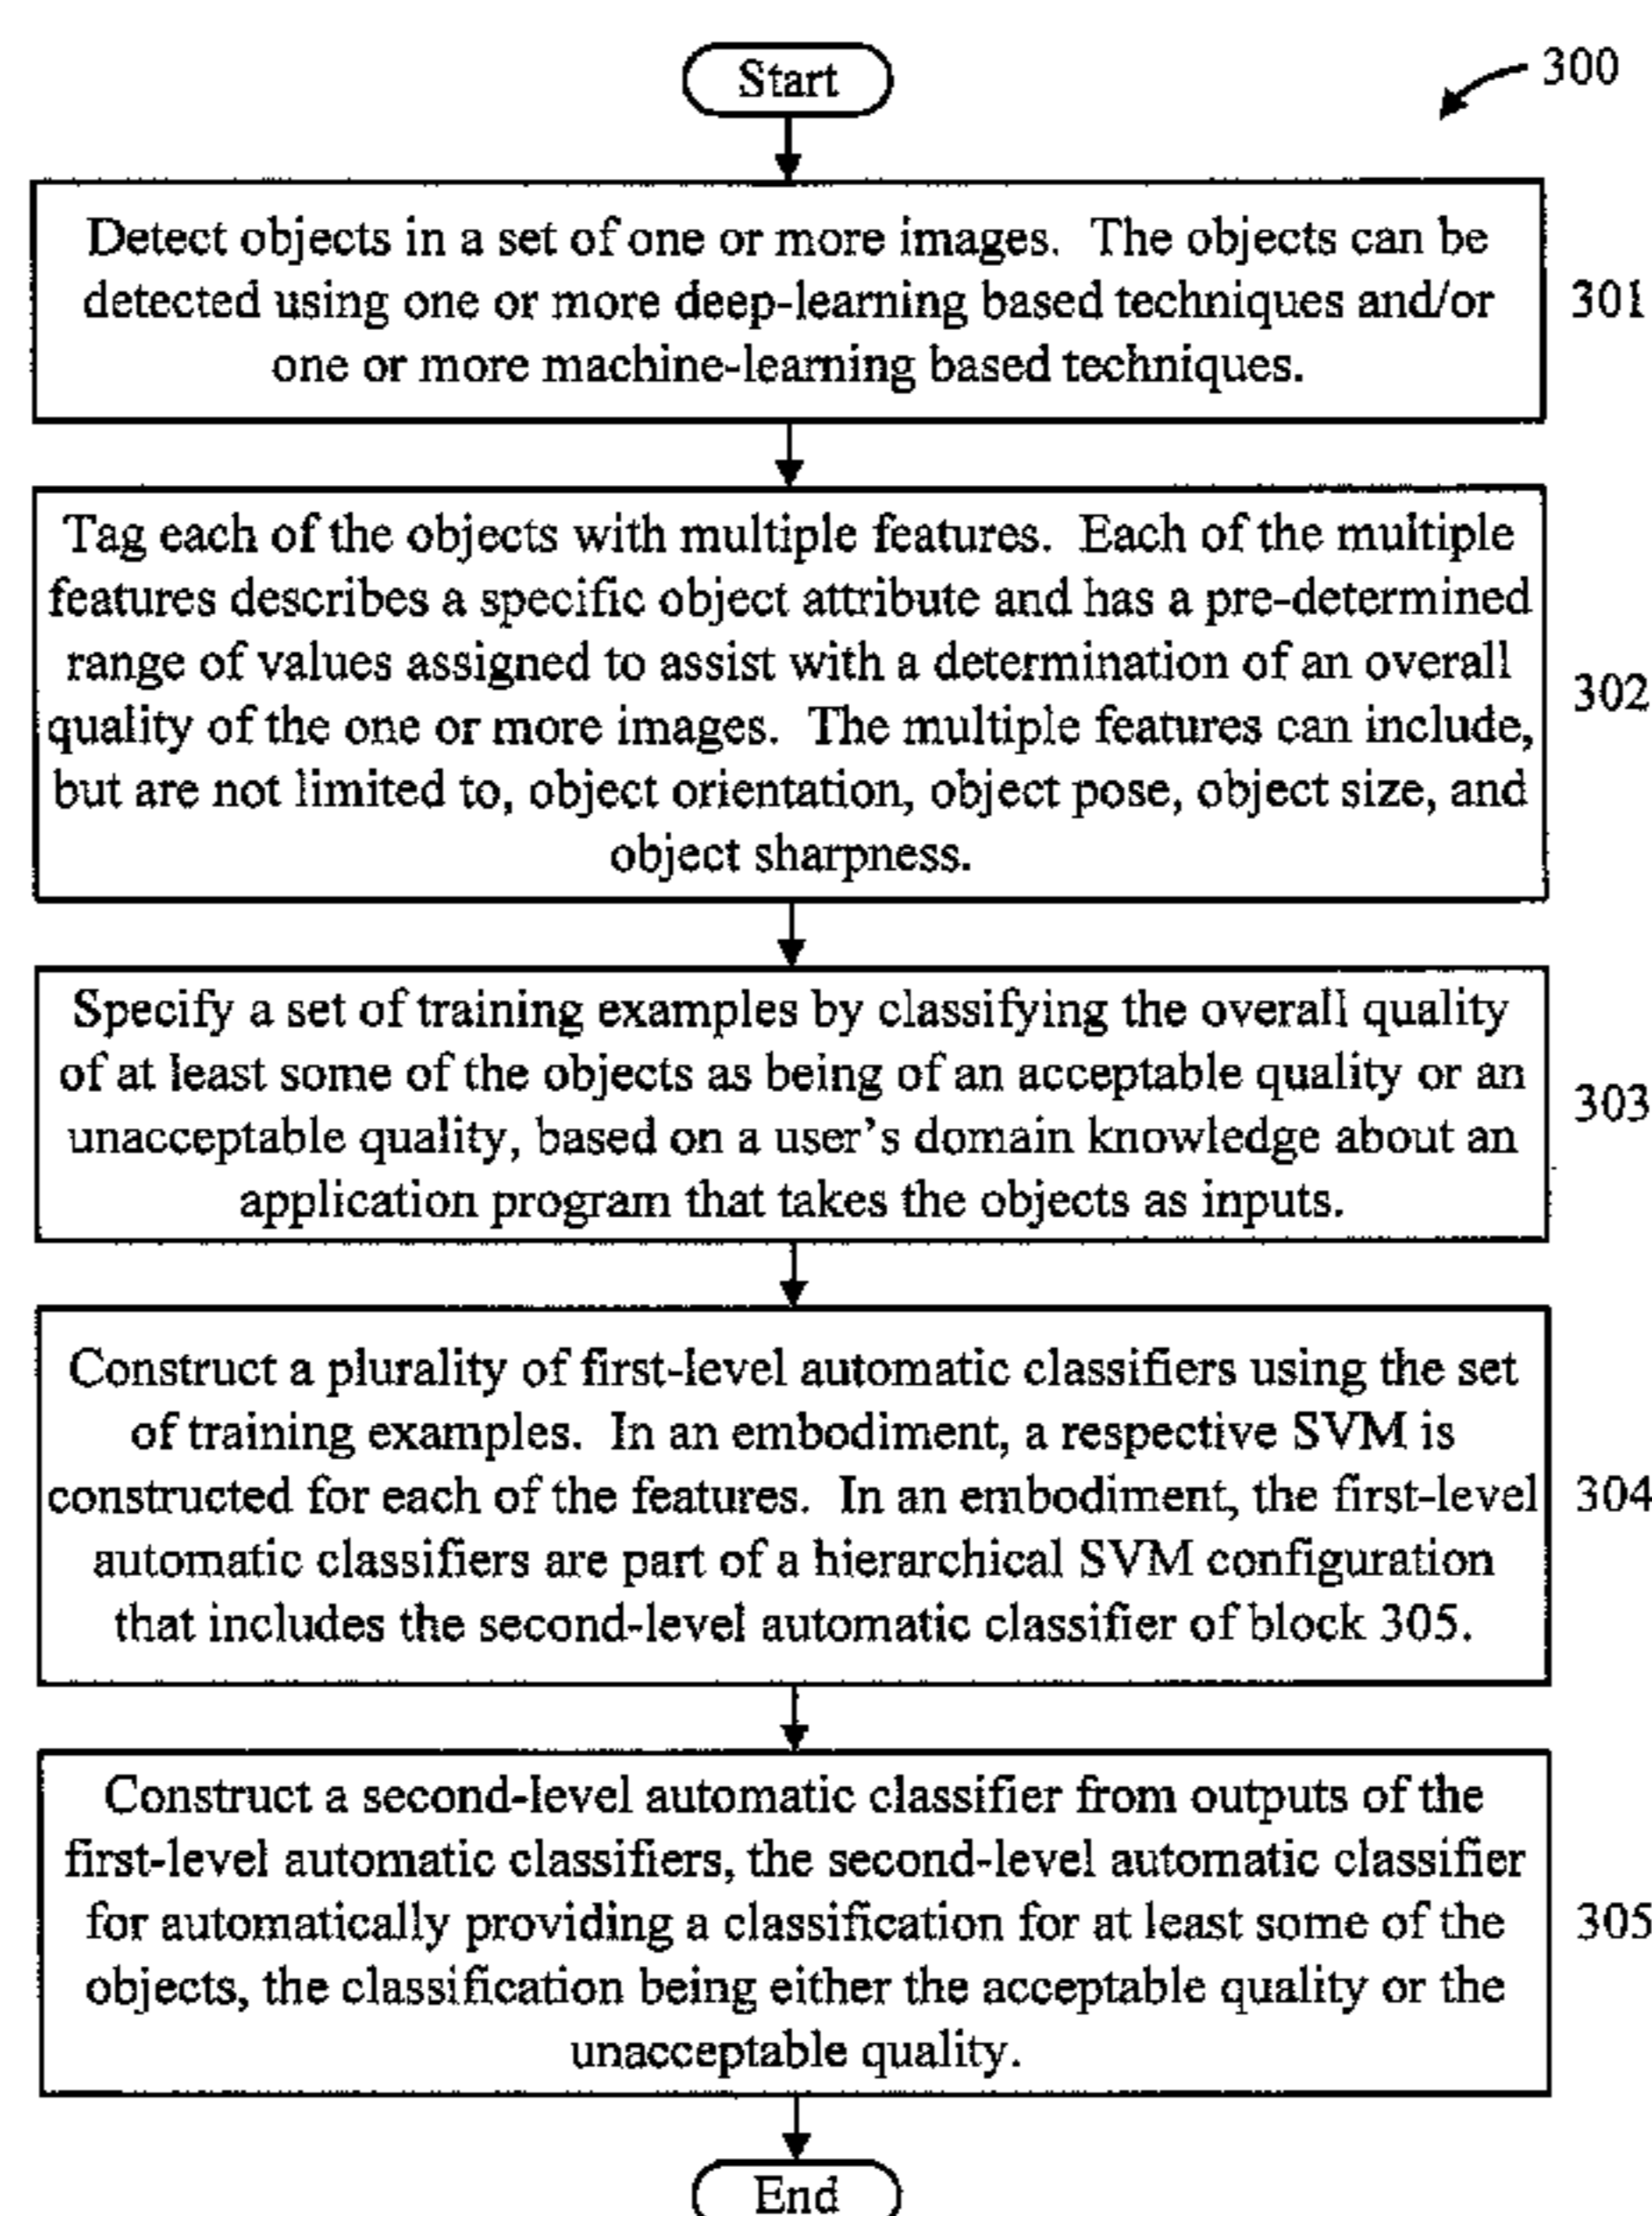 Start
300
Detect objects in a set of one or more images. The objects can be
detected using one or more deep-learning based techniques and/or
one or more machine-learning based techniques.
301
Tag each of the objects with multiple features. Each of the multiple
features describes a specific object attribute and has a pre-determined
range of values assigned to assist with a determination of an overall
quality of the one or more images. The multiple features can include,
but are not limited to, object orientation, object pose, object size, and
object sharpness.
302
Specify a set of training examples by classifying the overall quality
of at least some of the objects as being of an acceptable quality or an
unacceptable quality, based on a user's domain knowledge about an
application program that takes the objects as inputs.
303
Construct a plurality of first-level automatic classifiers using the set
of training examples. In an embodiment, a respective SVM is
constructed for each of the features. In an embodiment, the first-level
automatic classifiers are part of a hierarchical SVM configuration
that includes the second-level automatic classifier of block 305.
304
Construct a second-level automatic classifier from outputs of the
first-level automatic classifiers, the second-level automatic classifier
for automatically providing a classification for at least some of the
objects, the classification being either the acceptable quality or the
unacceptable quality.
305
End